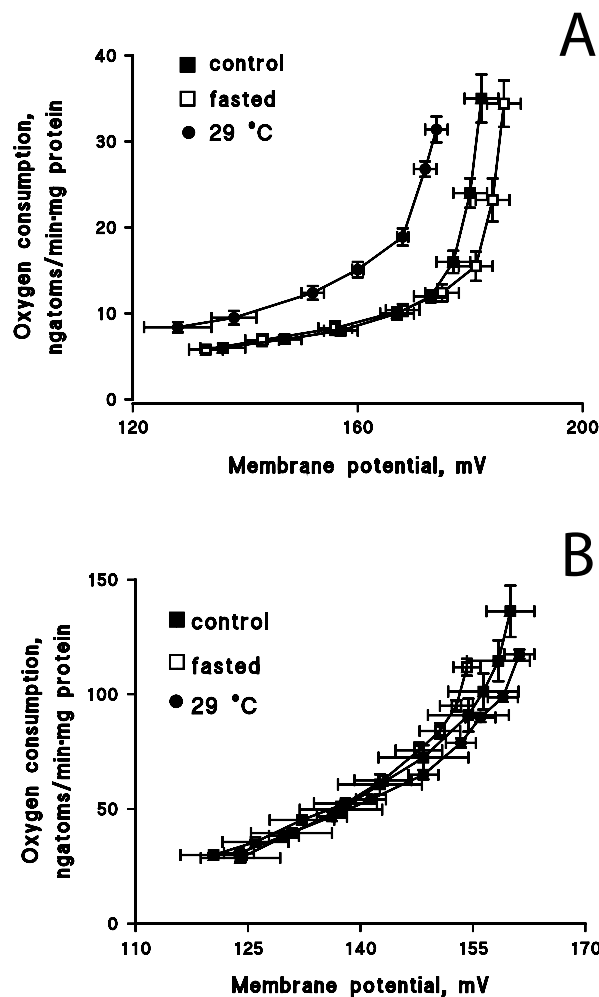 A
40
30
20
10
0
control
fasted
29 °C
Oxygen consumption,
ngatoms/min·mg protein
120 160 200
Membrane potential, mV
B
150
100
50
0
control
fasted
29 °C
Oxygen consumption,
ngatoms/min·mg protein
110 125 140 155 170
Membrane potential, mV